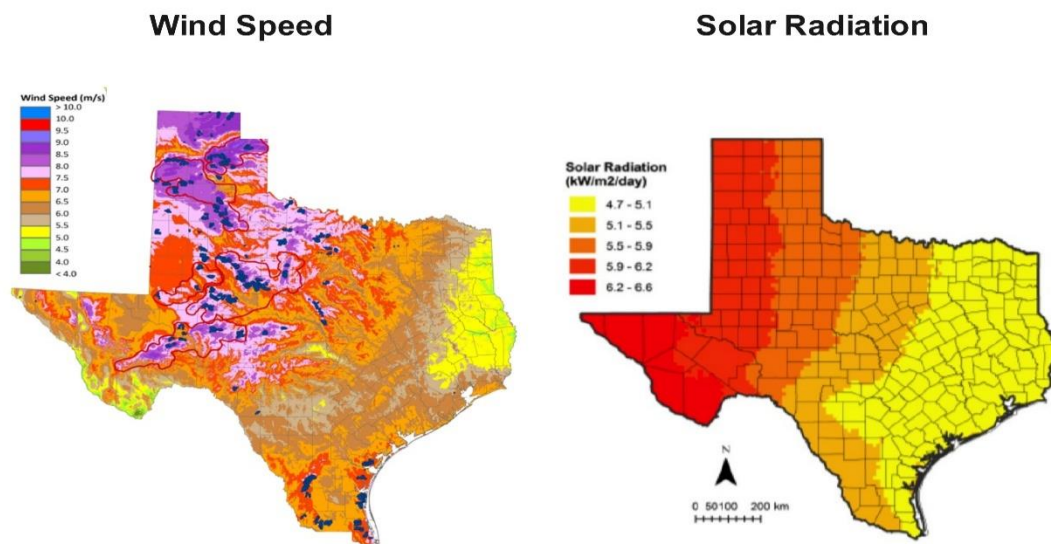 Wind Speed
Solar Radiation
Wind Speed (m/s)
> 10.0
10.0
9.5
9.0
8.5
8.0
7.5
7.0
6.5
6.0
5.5
5.0
4.5
4.0
< 4.0
Solar Radiation
(kW/m2/day)
4.7 - 5.1
5.1 - 5.5
5.5 - 5.9
5.9 - 6.2
6.2 - 6.6
N
0 50100 200 km